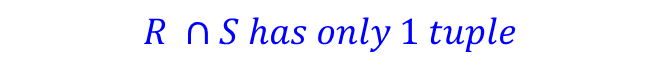 R ∩ S has only 1 tuple